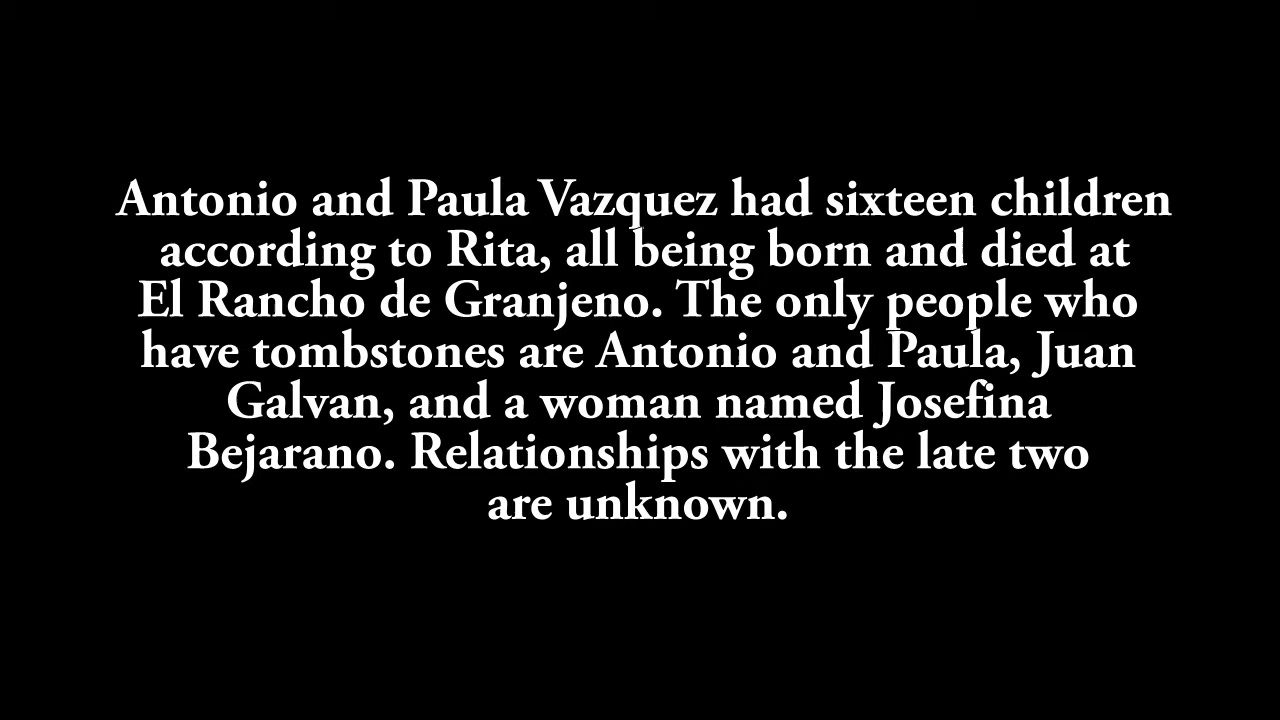 Antonio and Paula Vazquez had sixteen children
according to Rita, all being born and died at
El Rancho de Granjeno. The only people who
have tombstones are Antonio and Paula, Juan
Galvan, and a woman named Josefina
Bejarano. Relationships with the late two
are unknown.